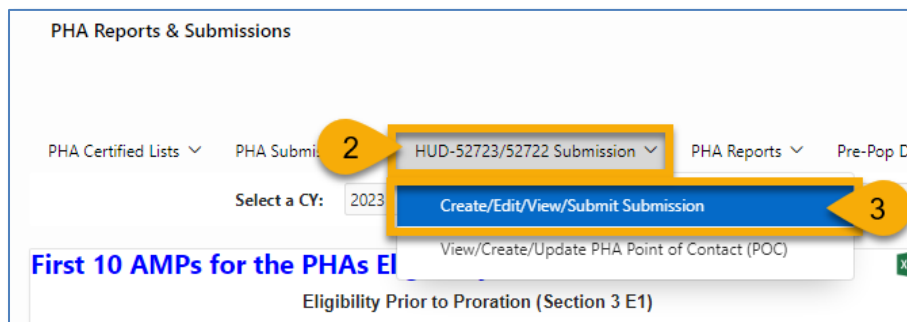 PHA Reports & Submissions
PHA Certified Lists PHA Submi 2 HUD-52723/52722 Submission PHA Reports Pre-Pop D
Select a CY: 2023 Create/Edit/View/Submit Submission 3
View/Create/Update PHA Point of Contact (POC)
First 10 AMPs for the PHAs El
Eligibility Prior to Proration (Section 3 E1)